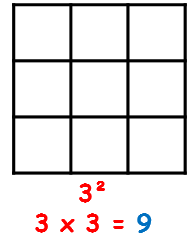 3²
3 x 3 = 9